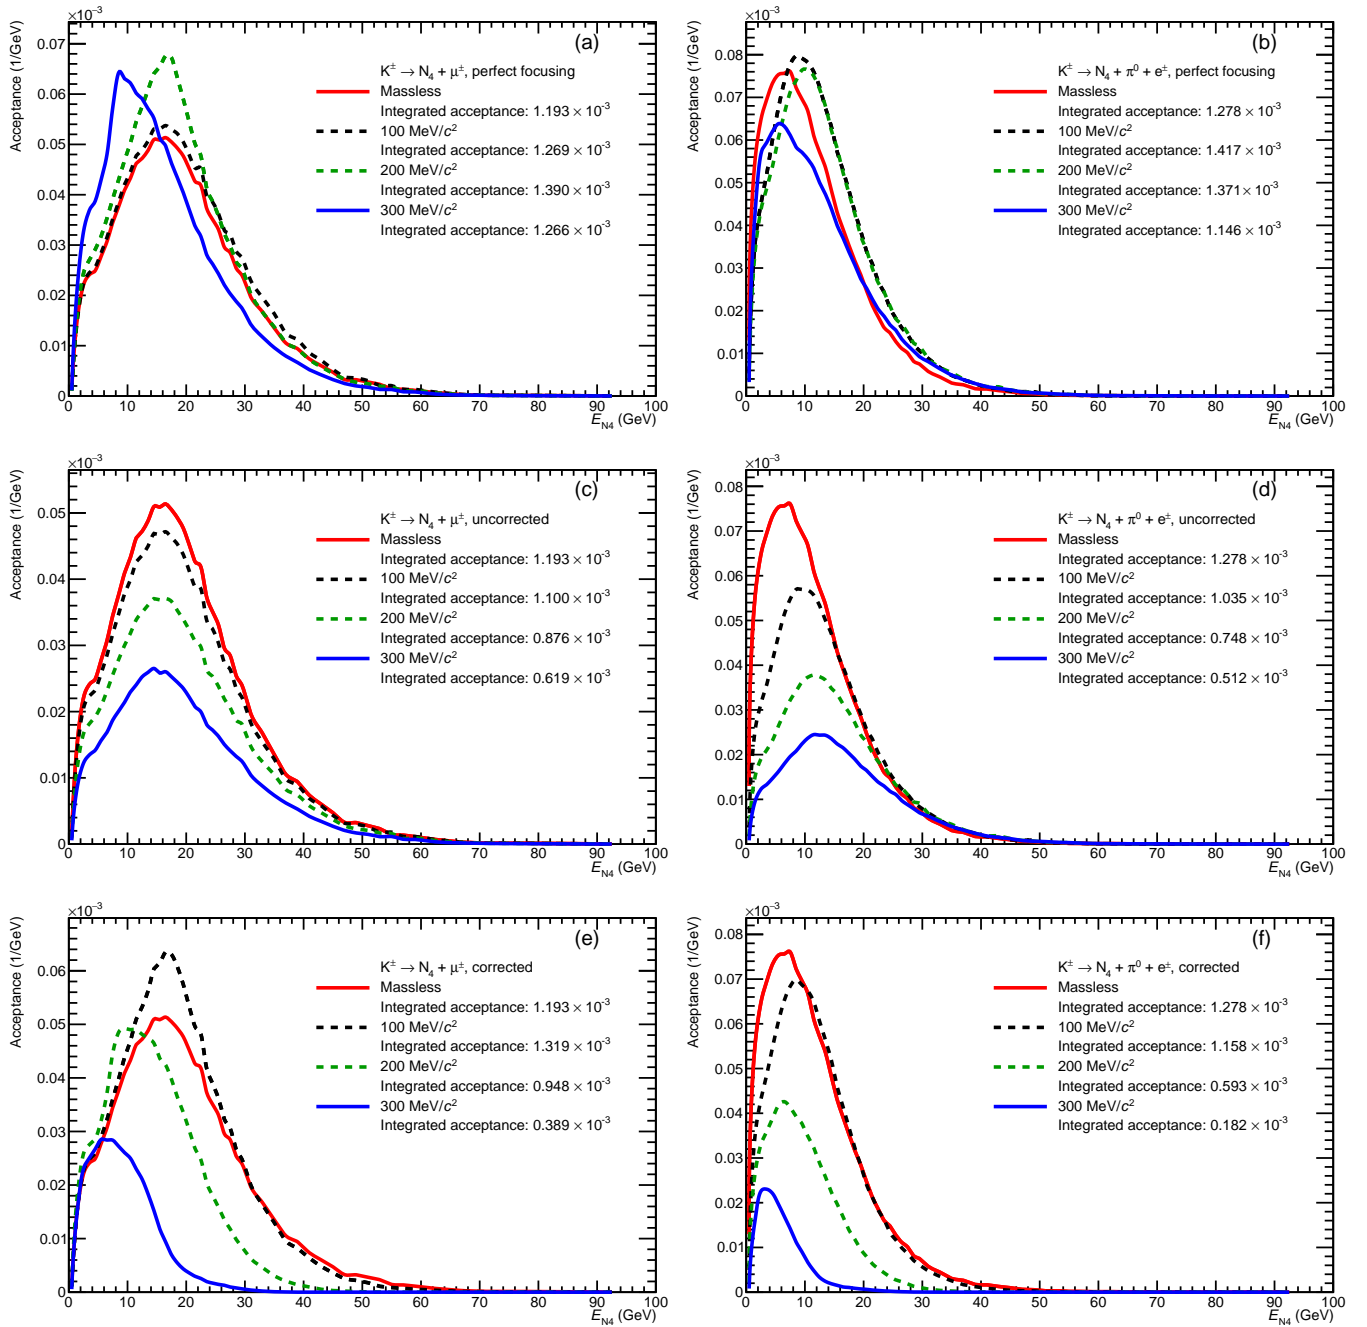 ×10⁻³
(a)
Acceptance (1/GeV)
K± → N₄ + μ±, perfect focusing
Massless
Integrated acceptance: 1.193 × 10⁻³
100 MeV/c²
Integrated acceptance: 1.269 × 10⁻³
200 MeV/c²
Integrated acceptance: 1.390 × 10⁻³
300 MeV/c²
Integrated acceptance: 1.266 × 10⁻³
0.07
0.06
0.05
0.04
0.03
0.02
0.01
0
0 10 20 30 40 50 60 70 80 90 100
E_N4 (GeV)
×10⁻³
(b)
Acceptance (1/GeV)
K± → N₄ + π⁰ + e±, perfect focusing
Massless
Integrated acceptance: 1.278 × 10⁻³
100 MeV/c²
Integrated acceptance: 1.417 × 10⁻³
200 MeV/c²
Integrated acceptance: 1.371 × 10⁻³
300 MeV/c²
Integrated acceptance: 1.146 × 10⁻³
0.08
0.07
0.06
0.05
0.04
0.03
0.02
0.01
0
0 10 20 30 40 50 60 70 80 90 100
E_N4 (GeV)
×10⁻³
(c)
Acceptance (1/GeV)
K± → N₄ + μ±, uncorrected
Massless
Integrated acceptance: 1.193 × 10⁻³
100 MeV/c²
Integrated acceptance: 1.100 × 10⁻³
200 MeV/c²
Integrated acceptance: 0.876 × 10⁻³
300 MeV/c²
Integrated acceptance: 0.619 × 10⁻³
0.05
0.04
0.03
0.02
0.01
0
0 10 20 30 40 50 60 70 80 90 100
E_N4 (GeV)
×10⁻³
(d)
Acceptance (1/GeV)
K± → N₄ + π⁰ + e±, uncorrected
Massless
Integrated acceptance: 1.278 × 10⁻³
100 MeV/c²
Integrated acceptance: 1.035 × 10⁻³
200 MeV/c²
Integrated acceptance: 0.748 × 10⁻³
300 MeV/c²
Integrated acceptance: 0.512 × 10⁻³
0.08
0.07
0.06
0.05
0.04
0.03
0.02
0.01
0
0 10 20 30 40 50 60 70 80 90 100
E_N4 (GeV)
×10⁻³
(e)
Acceptance (1/GeV)
K± → N₄ + μ±, corrected
Massless
Integrated acceptance: 1.193 × 10⁻³
100 MeV/c²
Integrated acceptance: 1.319 × 10⁻³
200 MeV/c²
Integrated acceptance: 0.948 × 10⁻³
300 MeV/c²
Integrated acceptance: 0.389 × 10⁻³
0.06
0.05
0.04
0.03
0.02
0.01
0
0 10 20 30 40 50 60 70 80 90 100
E_N4 (GeV)
×10⁻³
(f)
Acceptance (1/GeV)
K± → N₄ + π⁰ + e±, corrected
Massless
Integrated acceptance: 1.278 × 10⁻³
100 MeV/c²
Integrated acceptance: 1.158 × 10⁻³
200 MeV/c²
Integrated acceptance: 0.593 × 10⁻³
300 MeV/c²
Integrated acceptance: 0.182 × 10⁻³
0.08
0.07
0.06
0.05
0.04
0.03
0.02
0.01
0
0 10 20 30 40 50 60 70 80 90 100
E_N4 (GeV)